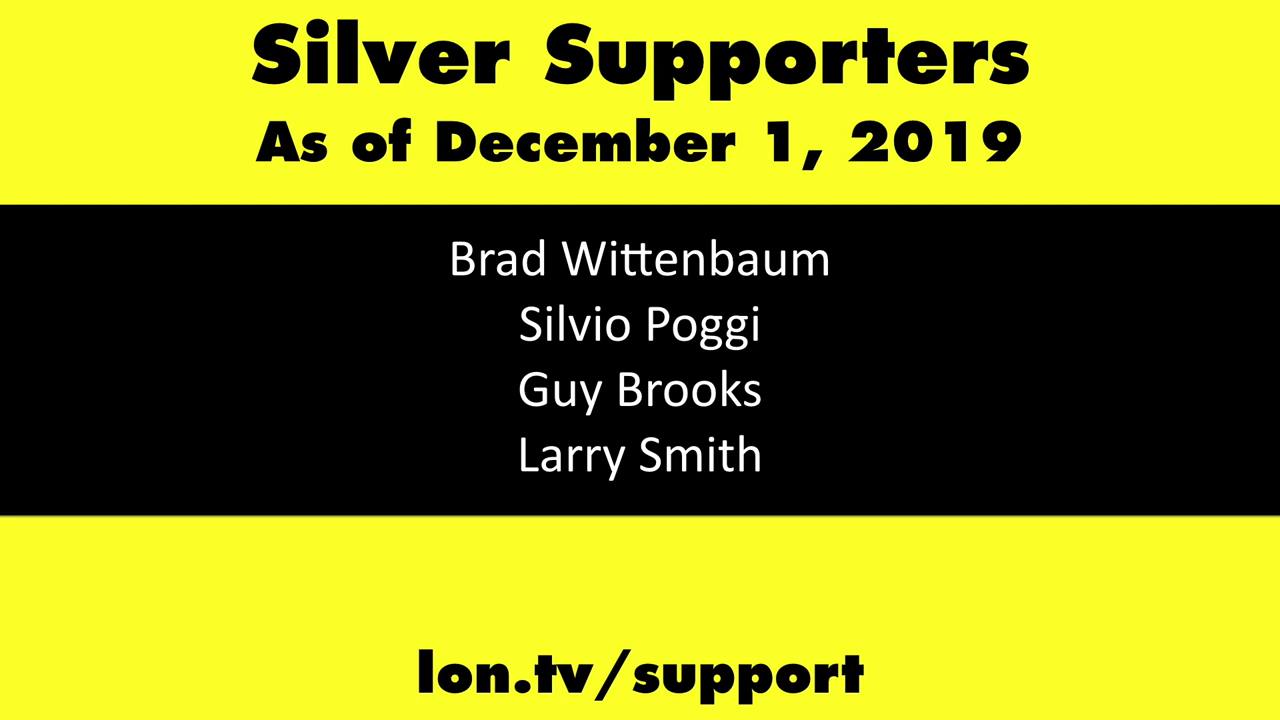 Silver Supporters
As of December 1, 2019
Brad Wittenbaum
Silvio Poggi
Guy Brooks
Larry Smith
lon.tv/support